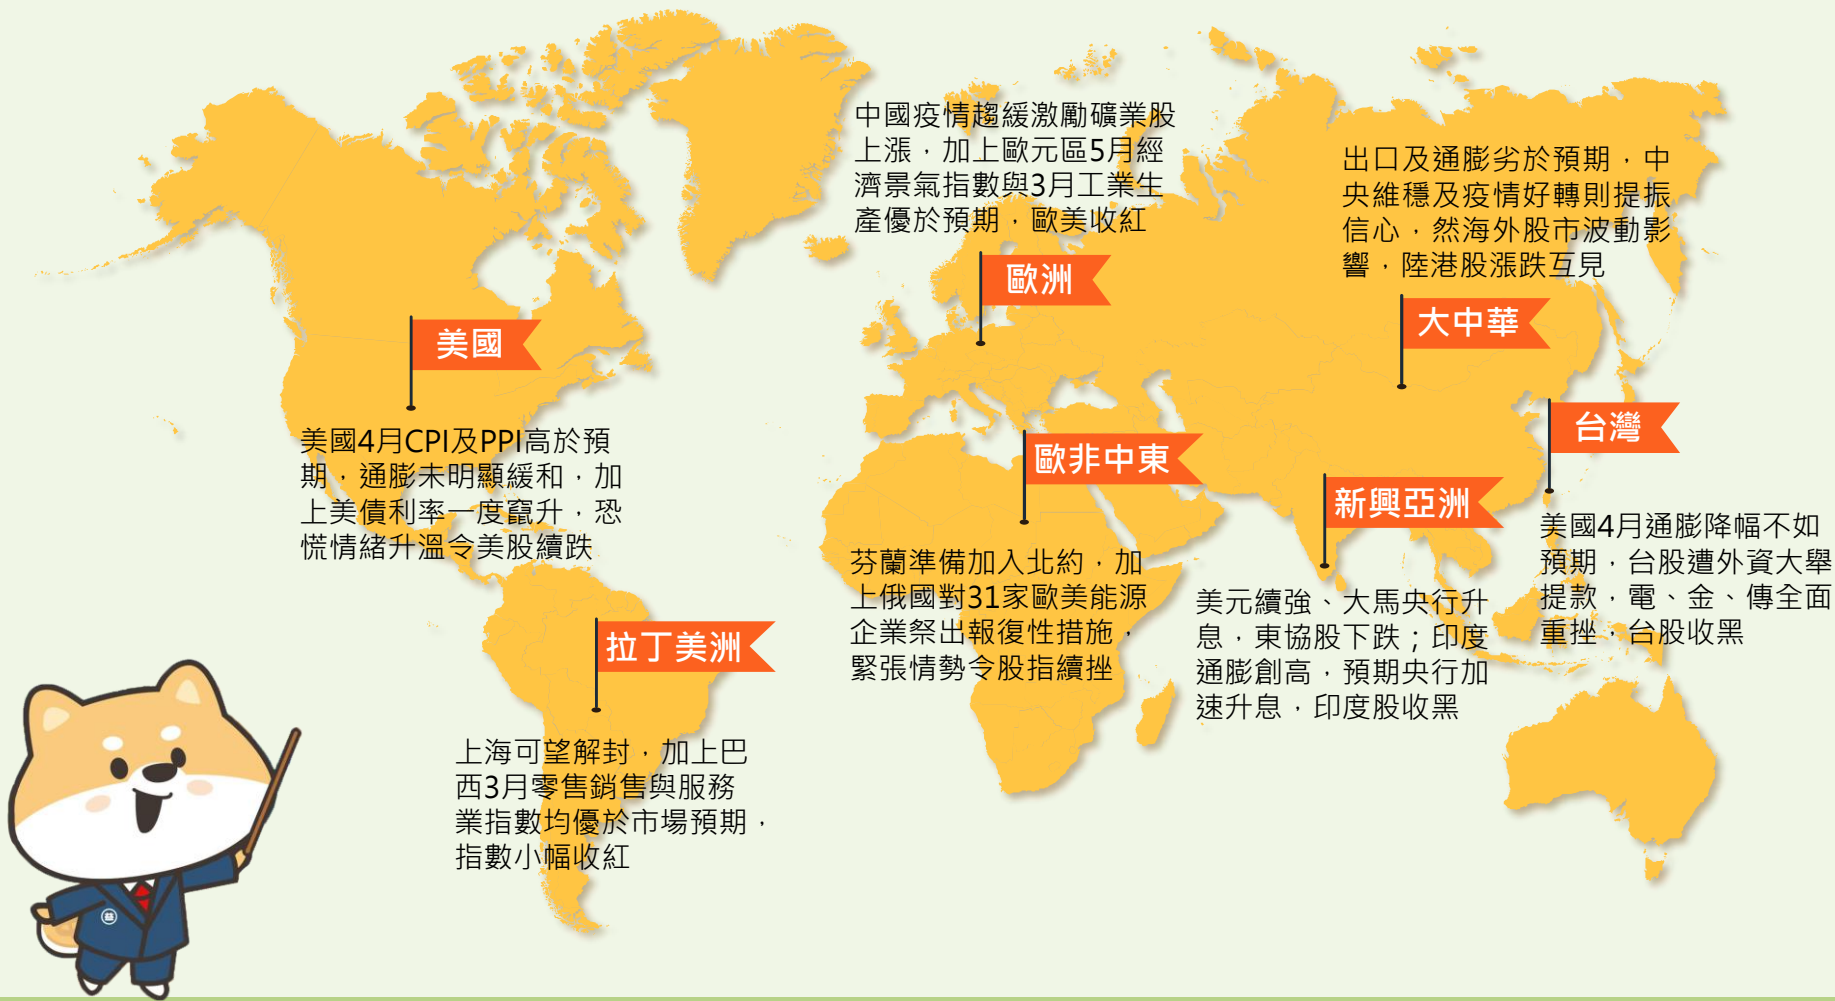 中國疫情趨緩激勵礦業股
上漲，加上歐元區5月經
濟景氣指數與3月工業生
產優於預期，歐美收紅
歐洲
出口及通膨劣於預期，中
央維穩及疫情好轉則提振
信心，然海外股市波動影
響，陸港股漲跌互見
大中華
美國
美國4月CPI及PPI高於預
期，通膨未明顯緩和，加
上美債利率一度竄升，恐
慌情緒升溫令美股續跌
台灣
美國4月通膨降幅不如
預期，台股遭外資大舉
提款，電、金、傳全面
重挫，台股收黑
歐非中東
芬蘭準備加入北約，加
上俄國對31家歐美能源
企業祭出報復性措施，
緊張情勢令股指續挫
新興亞洲
美元續強、大馬央行升
息，東協股下跌；印度
通膨創高，預期央行加
速升息，印度股收黑
拉丁美洲
上海可望解封，加上巴
西3月零售銷售與服務
業指數均優於市場預期，
指數小幅收紅